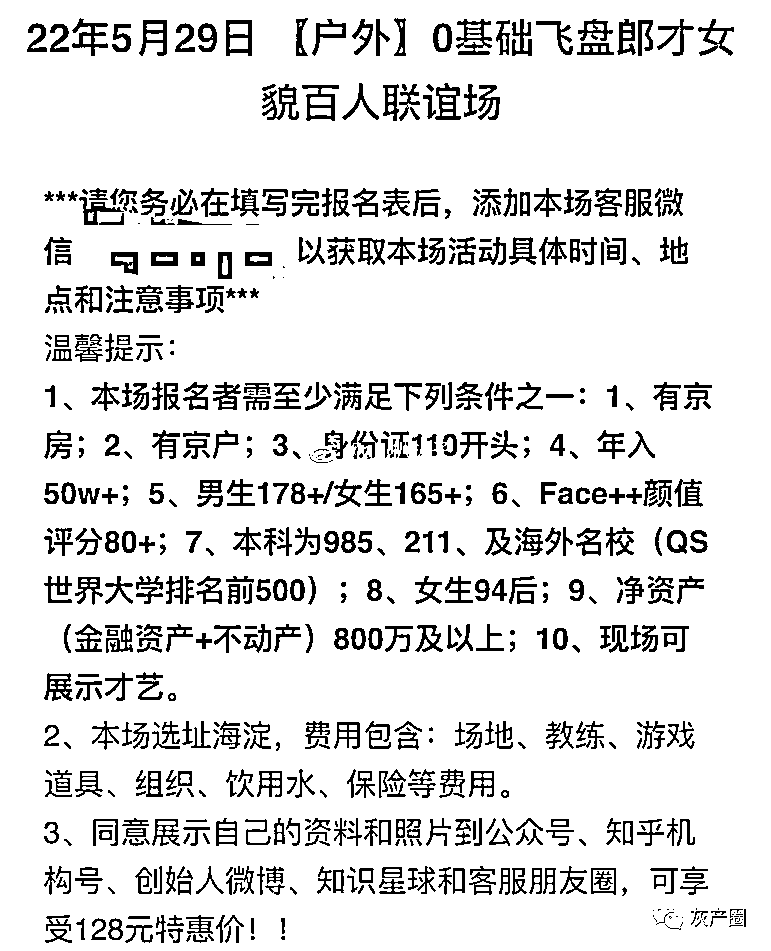 22年5月29日 【户外】0基础飞盘郎才女
貌百人联谊场
***请您务必在填写完报名表后，添加本场客服微
信 以获取本场活动具体时间、地
点和注意事项***
温馨提示：
1、本场报名者需至少满足下列条件之一：1、有京
房；2、有京户；3、身份证110开头；4、年入
50w+；5、男生178+/女生165+；6、Face++颜值
评分80+；7、本科为985、211、及海外名校（QS
世界大学排名前500）；8、女生94后；9、净资产
（金融资产+不动产）800万及以上；10、现场可
展示才艺。
2、本场选址海淀，费用包含：场地、教练、游戏
道具、组织、饮用水、保险等费用。
3、同意展示自己的资料和照片到公众号、知乎机
构号、创始人微博、知识星球和客服朋友圈，可享
受128元特惠价！！
灰产圈